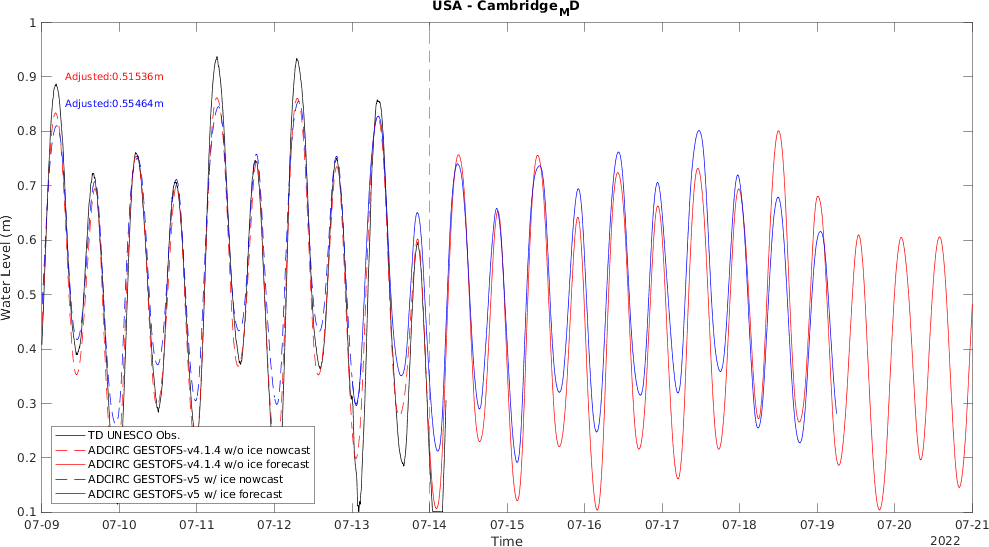 USA - Cambridge_MD
1
0.9
0.8
0.7
0.6
0.5
0.4
0.3
0.2
0.1
Water Level (m)
Adjusted:0.51536m
Adjusted:0.55464m
TD UNESCO Obs.
ADCIRC GESTOFS-v4.1.4 w/o ice nowcast
ADCIRC GESTOFS-v4.1.4 w/o ice forecast
ADCIRC GESTOFS-v5 w/ ice nowcast
ADCIRC GESTOFS-v5 w/ ice forecast
07-09 07-10 07-11 07-12 07-13 07-14 07-15 07-16 07-17 07-18 07-19 07-20 07-21
Time
2022